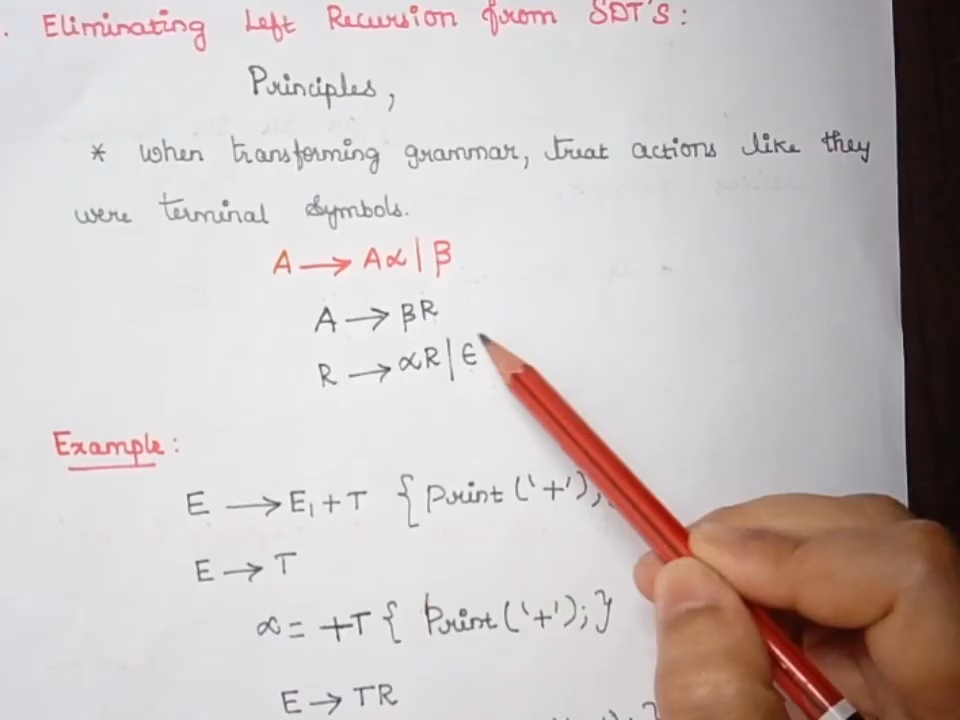 . Eliminating Left Recursion from SDT'S:
Principles,
* when transforming grammar, treat actions like they
were terminal symbols.
A → Aα | β
A → βR
R → αR | ϵ
Example:
E → E₁ + T { Print ('+');
E → T
α = +T { Print ('+'); }
E → TR